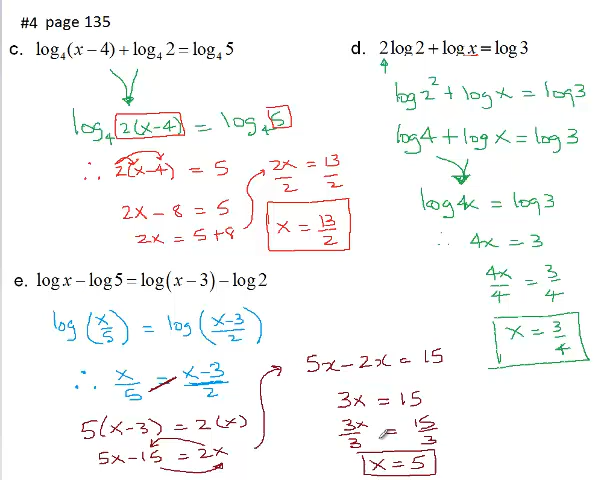 #4 page 135
c. log₄(x − 4) + log₄ 2 = log₄ 5
log₄ 2(x-4) = log₄ 5
∴ 2(x-4) = 5
2x - 8 = 5
2x = 5+8
2x/2 = 13/2
x = 13/2
d. 2 log 2 + log x = log 3
log 2² + log x = log 3
log 4 + log x = log 3
log 4x = log 3
∴ 4x = 3
4x/4 = 3/4
x = 3/4
e. log x − log 5 = log(x − 3) − log 2
log (x/5) = log (x-3/2)
∴ x/5 = x-3/2
5(x-3) = 2(x)
5x-15 = 2x
5x - 2x = 15
3x = 15
3x/3 = 15/3
x = 5